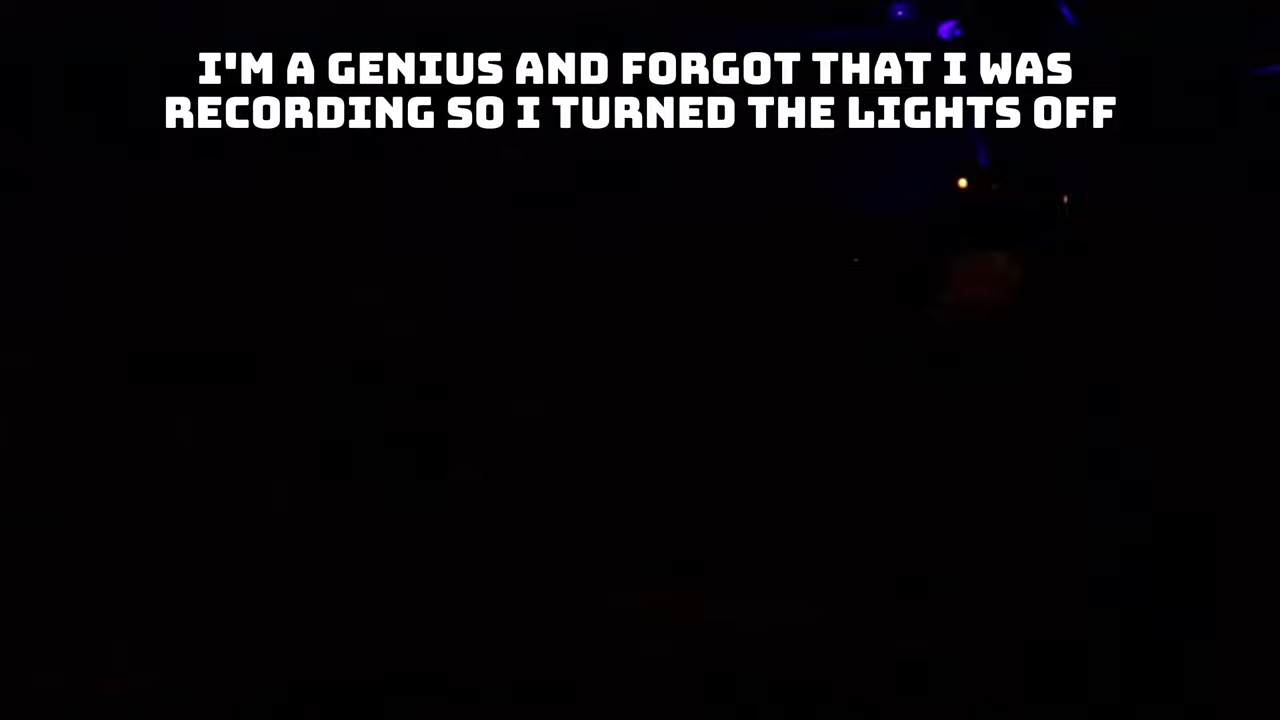 I'M A GENIUS AND FORGOT THAT I WAS
RECORDING SO I TURNED THE LIGHTS OFF